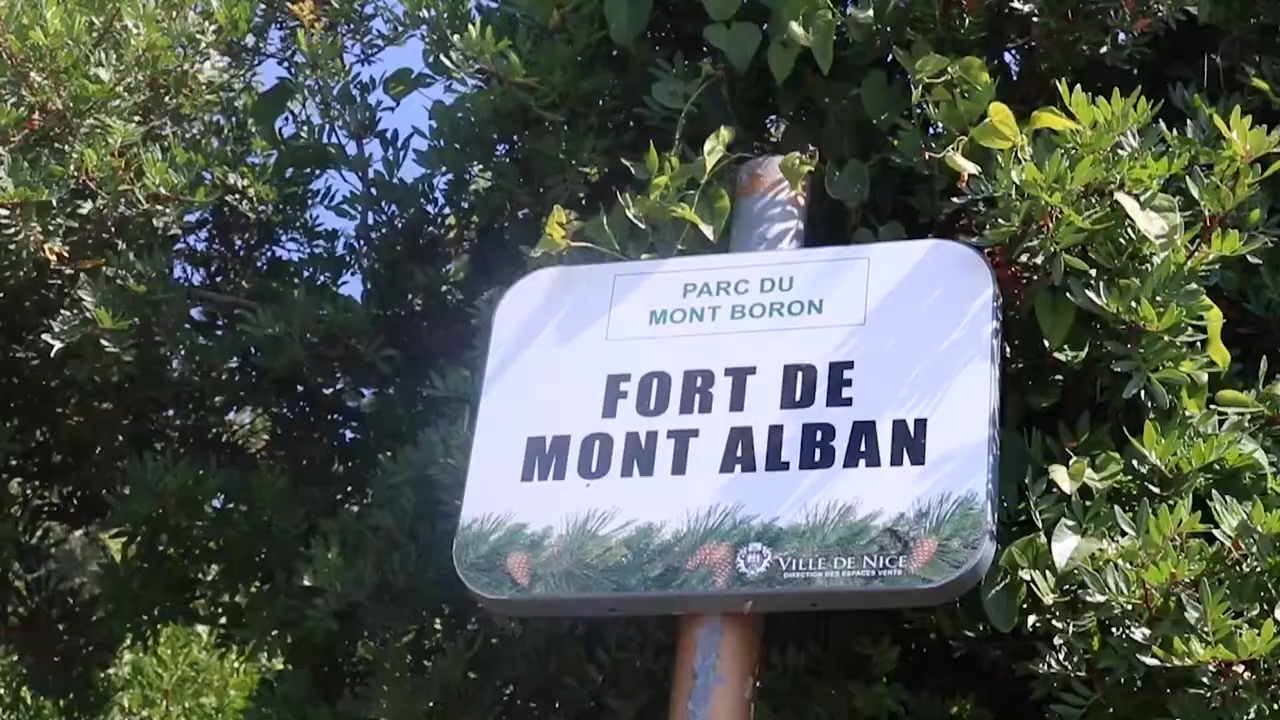 PARC DU
MONT BORON
FORT DE
MONT ALBAN
VILLE DE NICE
DIRECTION DES ESPACES VERTS